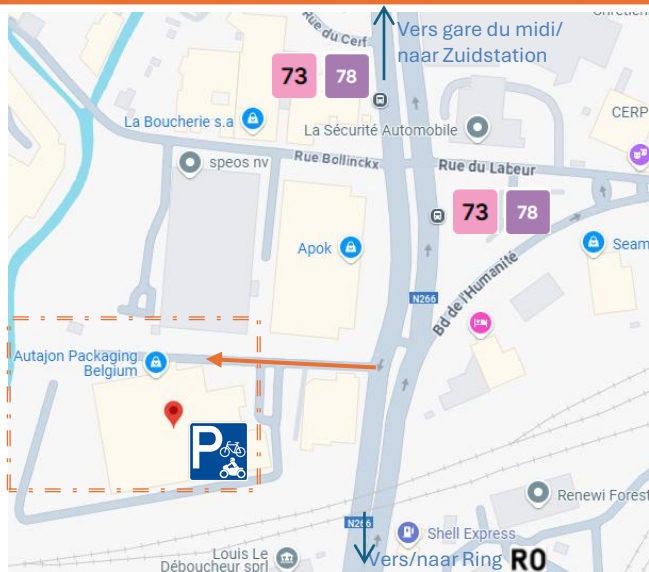 Chrétien
Rue du Cerf
Vers gare du midi/
naar Zuidstation
73 78
CERP
La Boucherie s.a
La Sécurité Automobile
speos nv
Rue Bollinckx
Rue du Labeur
73 78
Apok
Seam
Bd de l'Humanité
N266
Autajon Packaging
Belgium
P
Renewi Forest
N266
Shell Express
Louis Le
Déboucheur sprl
Vers/naar Ring R0